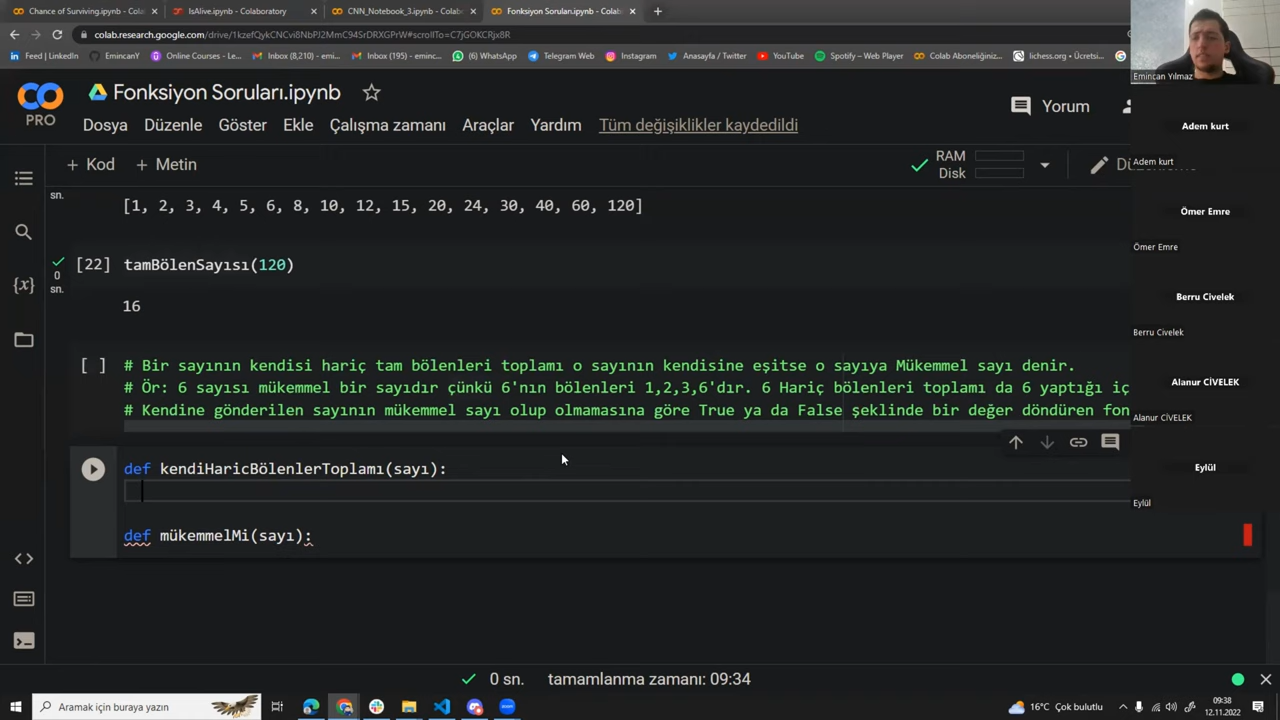 Chance of Surviving.ipynb - Cola
IsAlive.ipynb - Colaboratory
CNN_Notebook_3.ipynb - Colabo
Fonksiyon Soruları.ipynb - Colab
colab.research.google.com/drive/1kzefQykCNCvi8NbPJ2MmC94SrDRXGPrW#scrollTo=C7jGOKCRjx8R
Feed | LinkedIn
EmincanY
Online Courses - Le...
Inbox (8,210) - emi...
Inbox (195) - eminc...
(6) WhatsApp
Telegram Web
Instagram
Anasayfa / Twitter
YouTube
Spotify – Web Player
Colab Aboneliğiniz...
lichess.org • Ücretsi...
Fonksiyon Soruları.ipynb
PRO
Dosya Düzenle Göster Ekle Çalışma zamanı Araçlar Yardım Tüm değişiklikler kaydedildi
Yorum
+ Kod + Metin
RAM
Disk
sn.
[1, 2, 3, 4, 5, 6, 8, 10, 12, 15, 20, 24, 30, 40, 60, 120]
[22] tamBölenSayısı(120)
0
sn.
16
[ ] # Bir sayının kendisi hariç tam bölenleri toplamı o sayının kendisine eşitse o sayıya Mükemmel sayı denir.
# Ör: 6 sayısı mükemmel bir sayıdır çünkü 6'nın bölenleri 1,2,3,6'dır. 6 Hariç bölenleri toplamı da 6 yaptığı iç
# Kendine gönderilen sayının mükemmel sayı olup olmamasına göre True ya da False şeklinde bir değer döndüren fon
def kendiHaricBölenlerToplamı(sayı):
def mükemmelMi(sayı):
{x}
0 sn. tamamlanma zamanı: 09:34
Emincan Yılmaz
Adem kurt
Adem kurt
Ömer Emre
Ömer Emre
Berru Civelek
Berru Civelek
Alanur CİVELEK
Alanur CİVELEK
Eylül
Eylül
Aramak için buraya yazın
16°C Çok bulutlu
09:38
12.11.2022